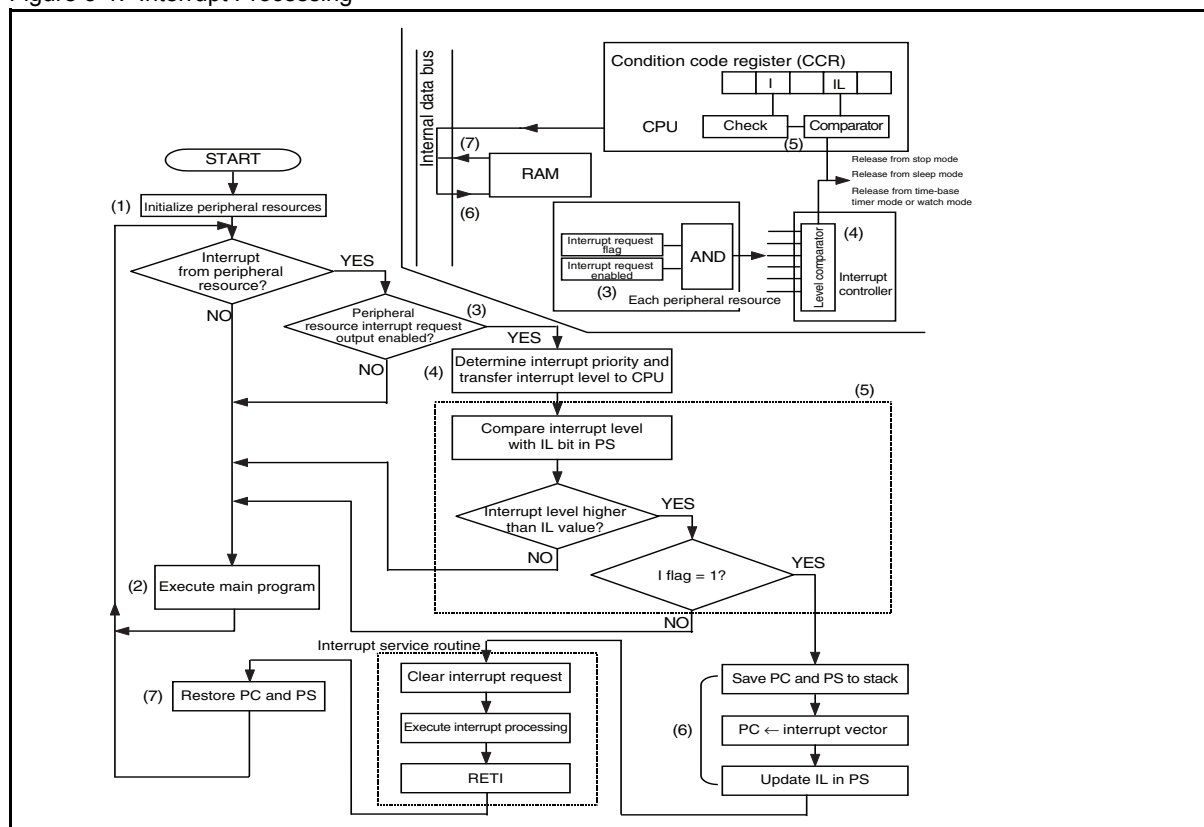 Figure 5-1. Interrupt Processing
Internal data bus
Condition code register (CCR)
I
IL
CPU
Check
Comparator
(5)
(7)
RAM
(6)
Release from stop mode
Release from sleep mode
Release from time-base
timer mode or watch mode
Interrupt request
flag
Interrupt request
enabled
(3)
AND
Each peripheral resource
Level comparator
(4)
Interrupt
controller
START
(1)
Initialize peripheral resources
Interrupt
from peripheral
resource?
YES
NO
Peripheral
resource interrupt request
output enabled?
(3)
YES
NO
(4)
Determine interrupt priority and
transfer interrupt level to CPU
(5)
Compare interrupt level
with IL bit in PS
Interrupt level higher
than IL value?
YES
NO
I flag = 1?
YES
NO
(2)
Execute main program
Interrupt service routine
Clear interrupt request
Execute interrupt processing
RETI
(7)
Restore PC and PS
Save PC and PS to stack
(6)
PC ← interrupt vector
Update IL in PS